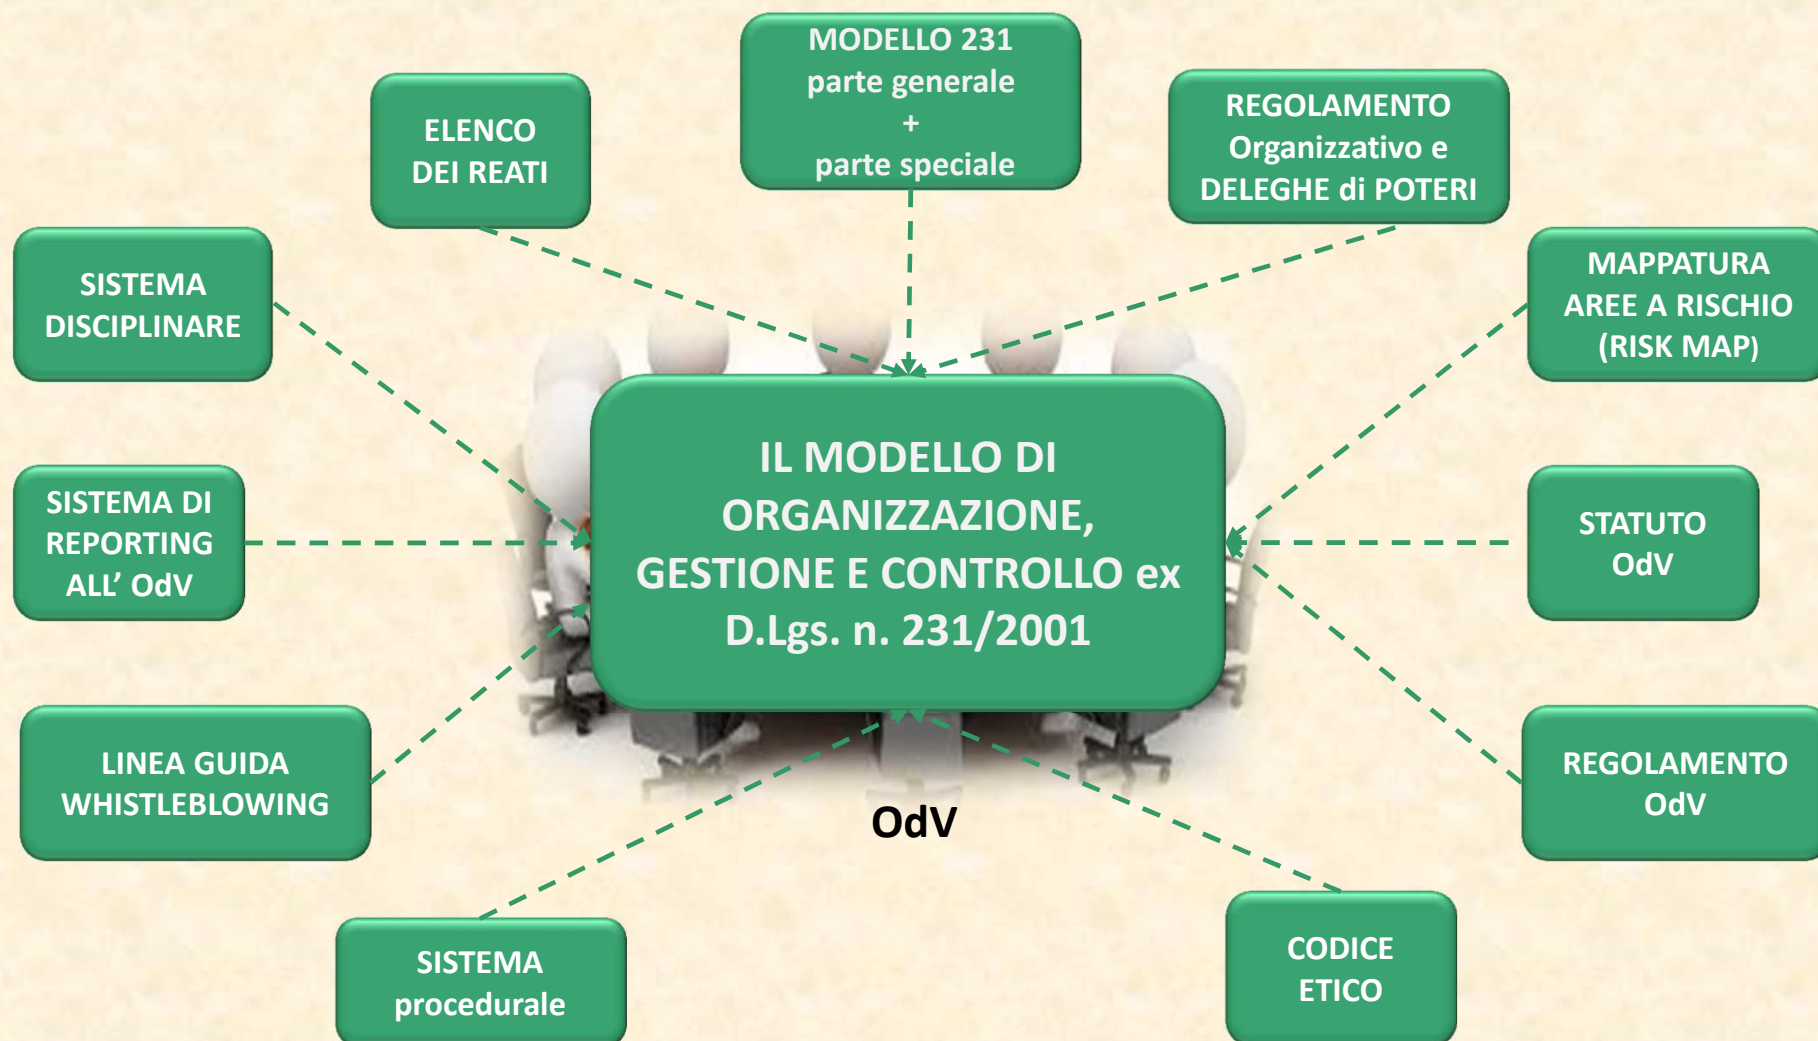 MODELLO 231
parte generale
+
parte speciale
ELENCO
DEI REATI
REGOLAMENTO
Organizzativo e
DELEGHE di POTERI
SISTEMA
DISCIPLINARE
MAPPATURA
AREE A RISCHIO
(RISK MAP)
IL MODELLO DI
ORGANIZZAZIONE,
GESTIONE E CONTROLLO ex
D.Lgs. n. 231/2001
SISTEMA DI
REPORTING
ALL’ OdV
STATUTO
OdV
LINEA GUIDA
WHISTLEBLOWING
REGOLAMENTO
OdV
OdV
SISTEMA
procedurale
CODICE
ETICO